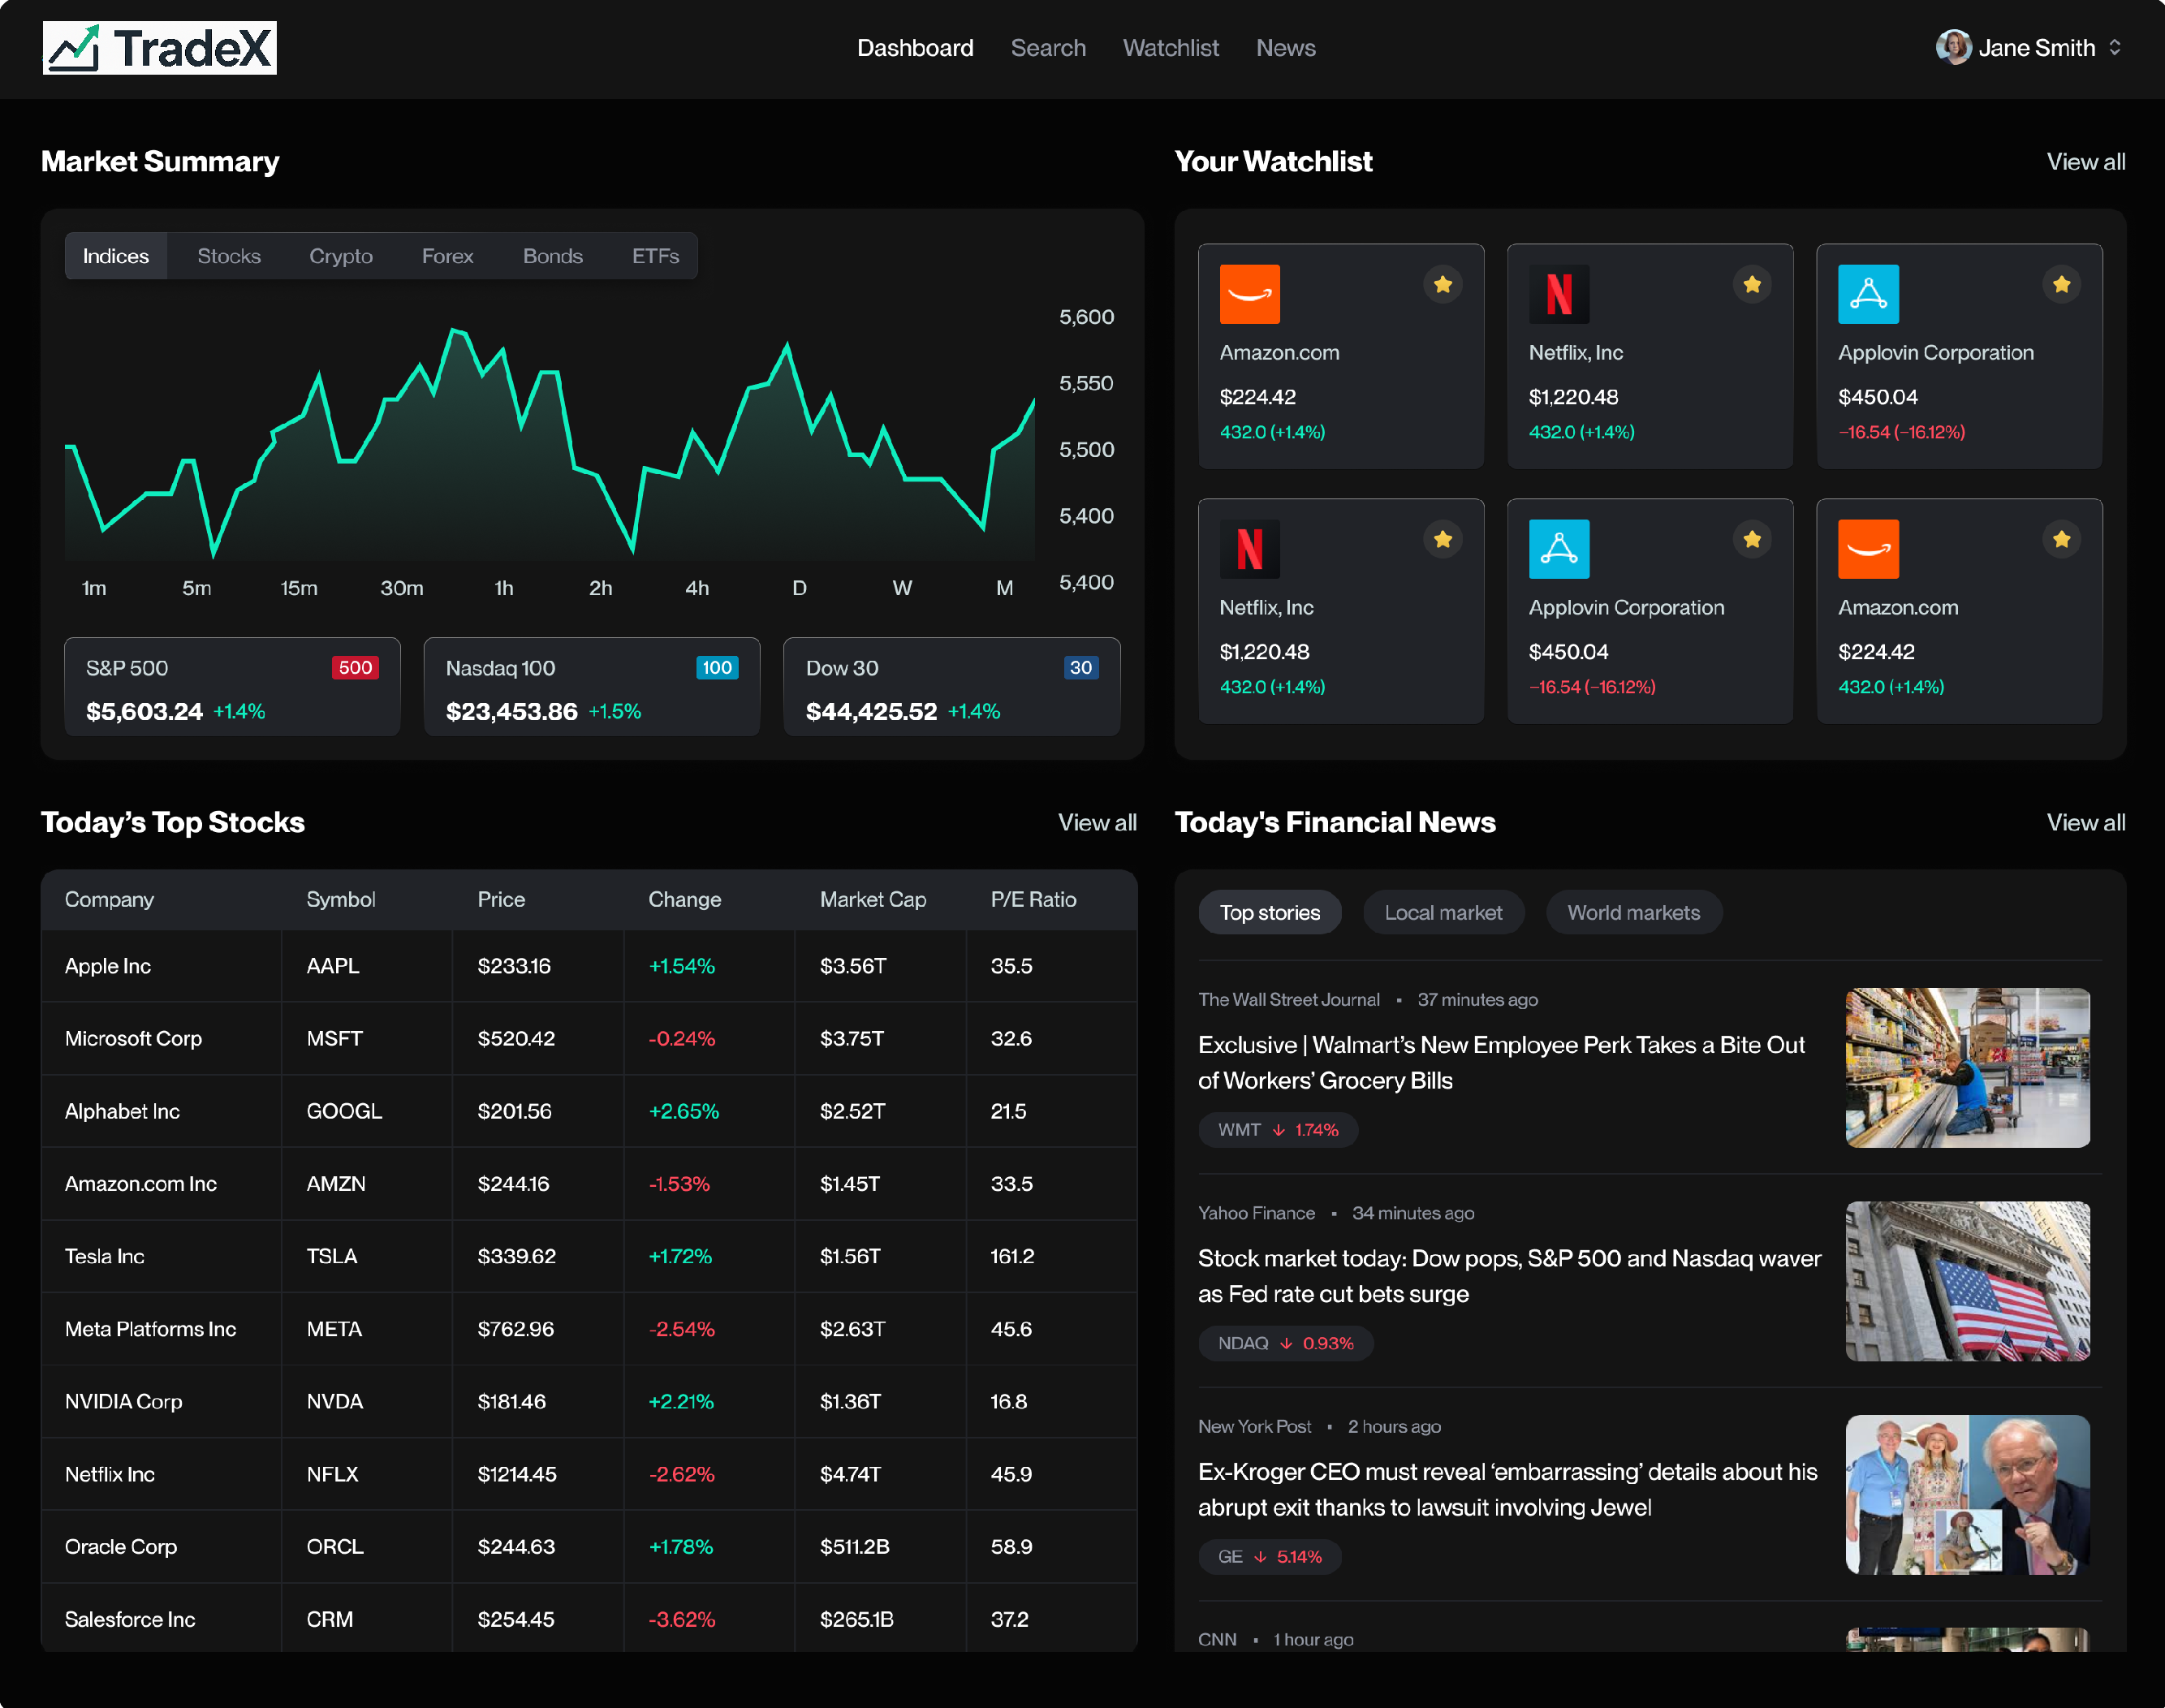 TradeX
Dashboard Search Watchlist News
Jane Smith
Market Summary
Indices Stocks Crypto Forex Bonds ETFs
5,600
5,550
5,500
5,400
5,400
1m 5m 15m 30m 1h 2h 4h D W M
S&P 500 500
$5,603.24 +1.4%
Nasdaq 100 100
$23,453.86 +1.5%
Dow 30 30
$44,425.52 +1.4%
Your Watchlist View all
Amazon.com
$224.42
432.0 (+1.4%)
N
Netflix, Inc
$1,220.48
432.0 (+1.4%)
Applovin Corporation
$450.04
−16.54 (−16.12%)
N
Netflix, Inc
$1,220.48
432.0 (+1.4%)
Applovin Corporation
$450.04
−16.54 (−16.12%)
Amazon.com
$224.42
432.0 (+1.4%)
Today’s Top Stocks View all
Company Symbol Price Change Market Cap P/E Ratio
Apple Inc AAPL $233.16 +1.54% $3.56T 35.5
Microsoft Corp MSFT $520.42 -0.24% $3.75T 32.6
Alphabet Inc GOOGL $201.56 +2.65% $2.52T 21.5
Amazon.com Inc AMZN $244.16 -1.53% $1.45T 33.5
Tesla Inc TSLA $339.62 +1.72% $1.56T 161.2
Meta Platforms Inc META $762.96 -2.54% $2.63T 45.6
NVIDIA Corp NVDA $181.46 +2.21% $1.36T 16.8
Netflix Inc NFLX $1214.45 -2.62% $4.74T 45.9
Oracle Corp ORCL $244.63 +1.78% $511.2B 58.9
Salesforce Inc CRM $254.45 -3.62% $265.1B 37.2
Today's Financial News View all
Top stories Local market World markets
The Wall Street Journal • 37 minutes ago
Exclusive | Walmart’s New Employee Perk Takes a Bite Out
of Workers’ Grocery Bills
WMT ↓ 1.74%
Yahoo Finance • 34 minutes ago
Stock market today: Dow pops, S&P 500 and Nasdaq waver
as Fed rate cut bets surge
NDAQ ↓ 0.93%
New York Post • 2 hours ago
Ex-Kroger CEO must reveal ‘embarrassing’ details about his
abrupt exit thanks to lawsuit involving Jewel
GE ↓ 5.14%
CNN • 1 hour ago